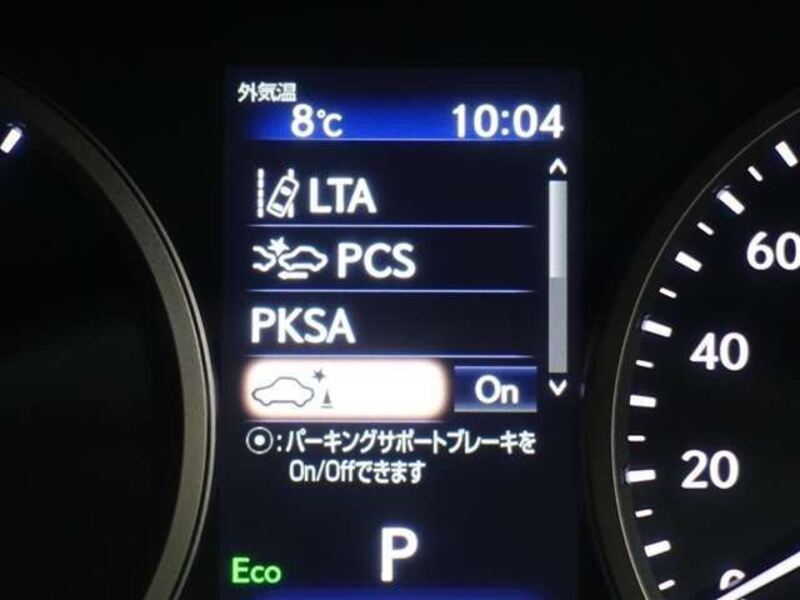 外気温
8℃ 10:04
LTA
PCS
PKSA
On
⦿:パーキングサポートブレーキを
On/Offできます
P
Eco
60
40
20
0